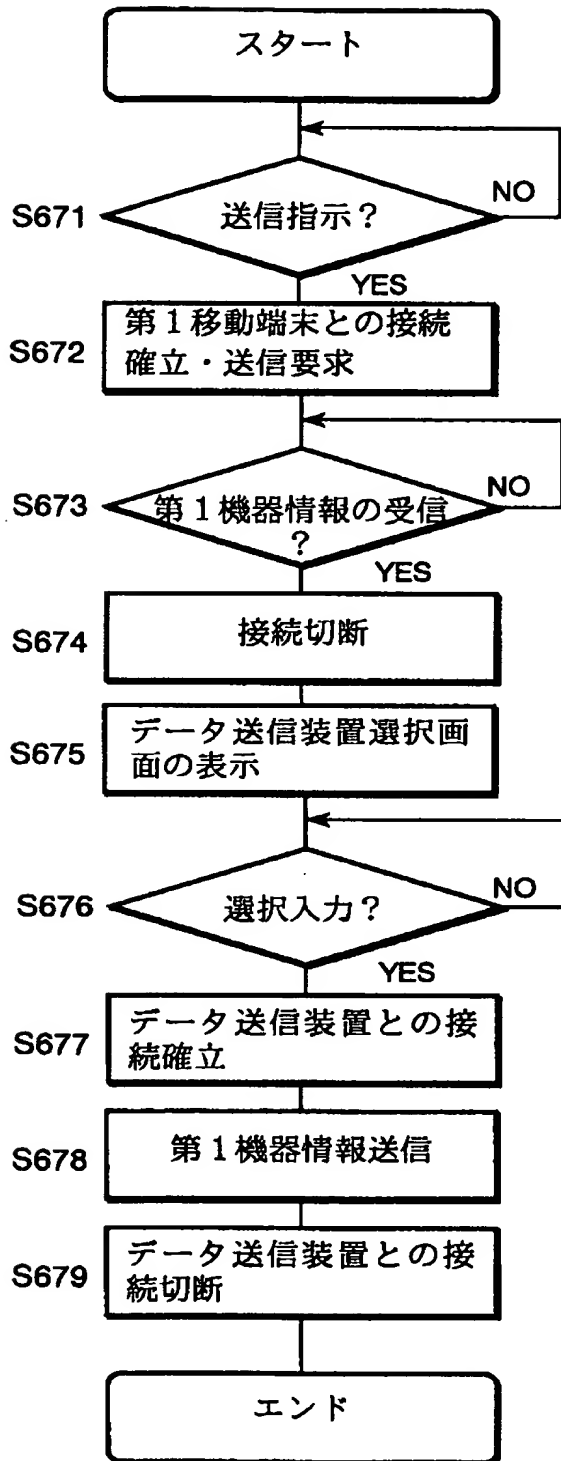 スタート
NO
S671
送信指示？
YES
S672
第１移動端末との接続
確立・送信要求
NO
S673
第１機器情報の受信
？
YES
S674
接続切断
S675
データ送信装置選択画
面の表示
NO
S676
選択入力？
YES
S677
データ送信装置との接
続確立
S678
第１機器情報送信
S679
データ送信装置との接
続切断
エンド